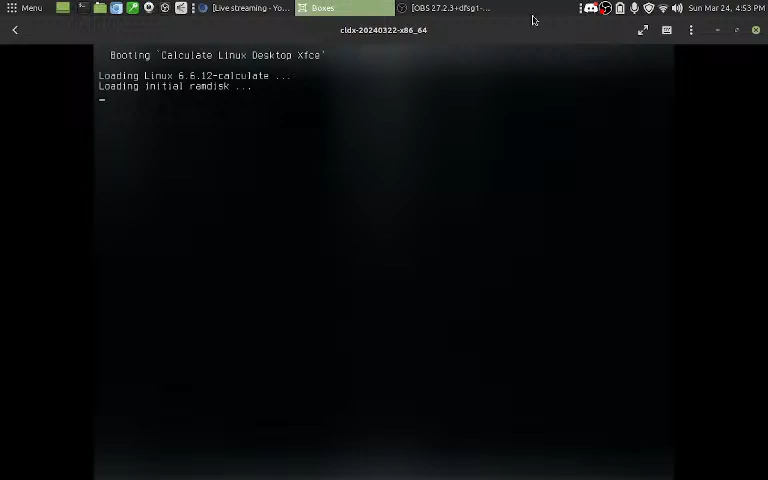 Menu
[Live streaming - Yo...
Boxes
[OBS 27.2.3+dfsg1-...
Sun Mar 24, 4:53 PM
cldx-20240322-x86_64
Booting `Calculate Linux Desktop Xfce'
Loading Linux 6.6.12-calculate ...
Loading initial ramdisk ...